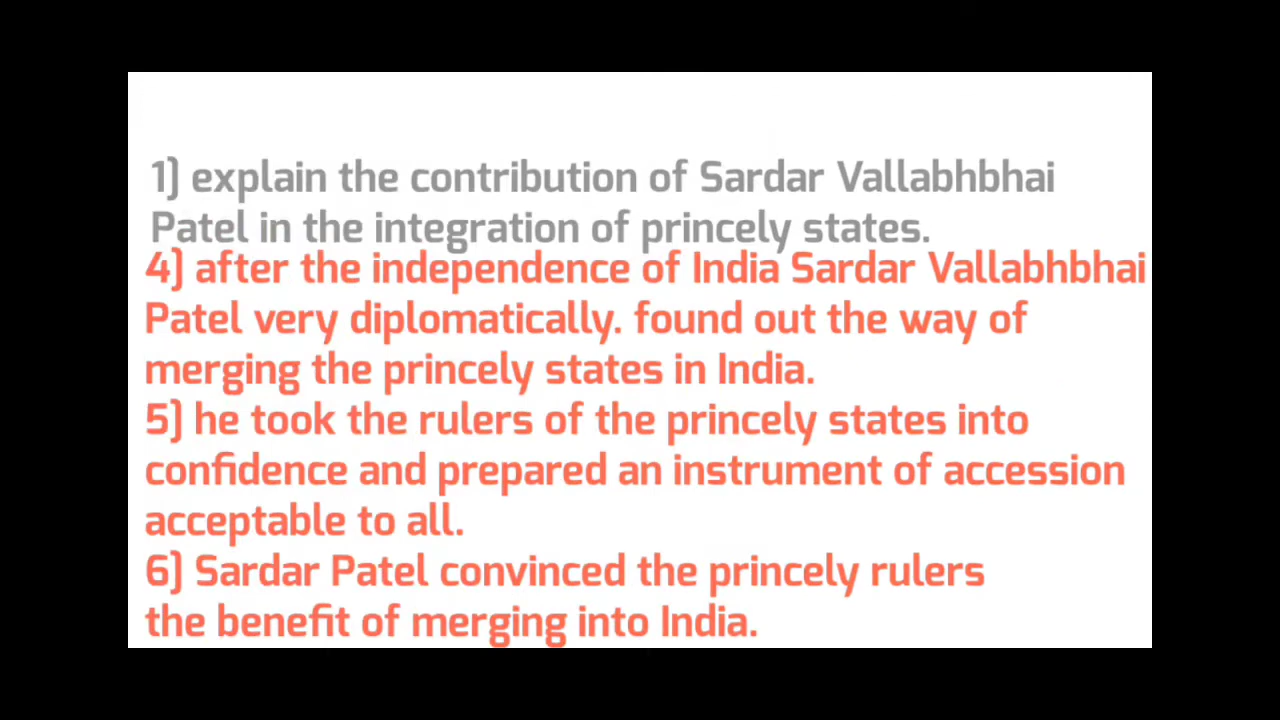 1] explain the contribution of Sardar Vallabhbhai
Patel in the integration of princely states.
4] after the independence of India Sardar Vallabhbhai
Patel very diplomatically. found out the way of
merging the princely states in India.
5] he took the rulers of the princely states into
confidence and prepared an instrument of accession
acceptable to all.
6] Sardar Patel convinced the princely rulers
the benefit of merging into India.